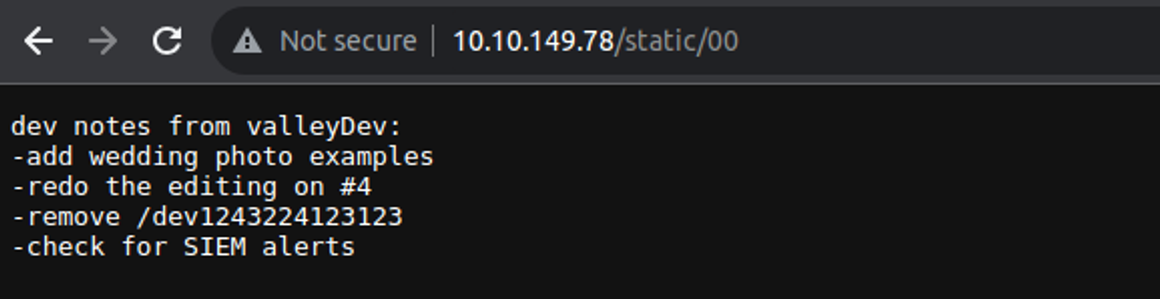 Not secure 10.10.149.78/static/00
dev notes from valleyDev:
-add wedding photo examples
-redo the editing on #4
-remove /dev1243224123123
-check for SIEM alerts